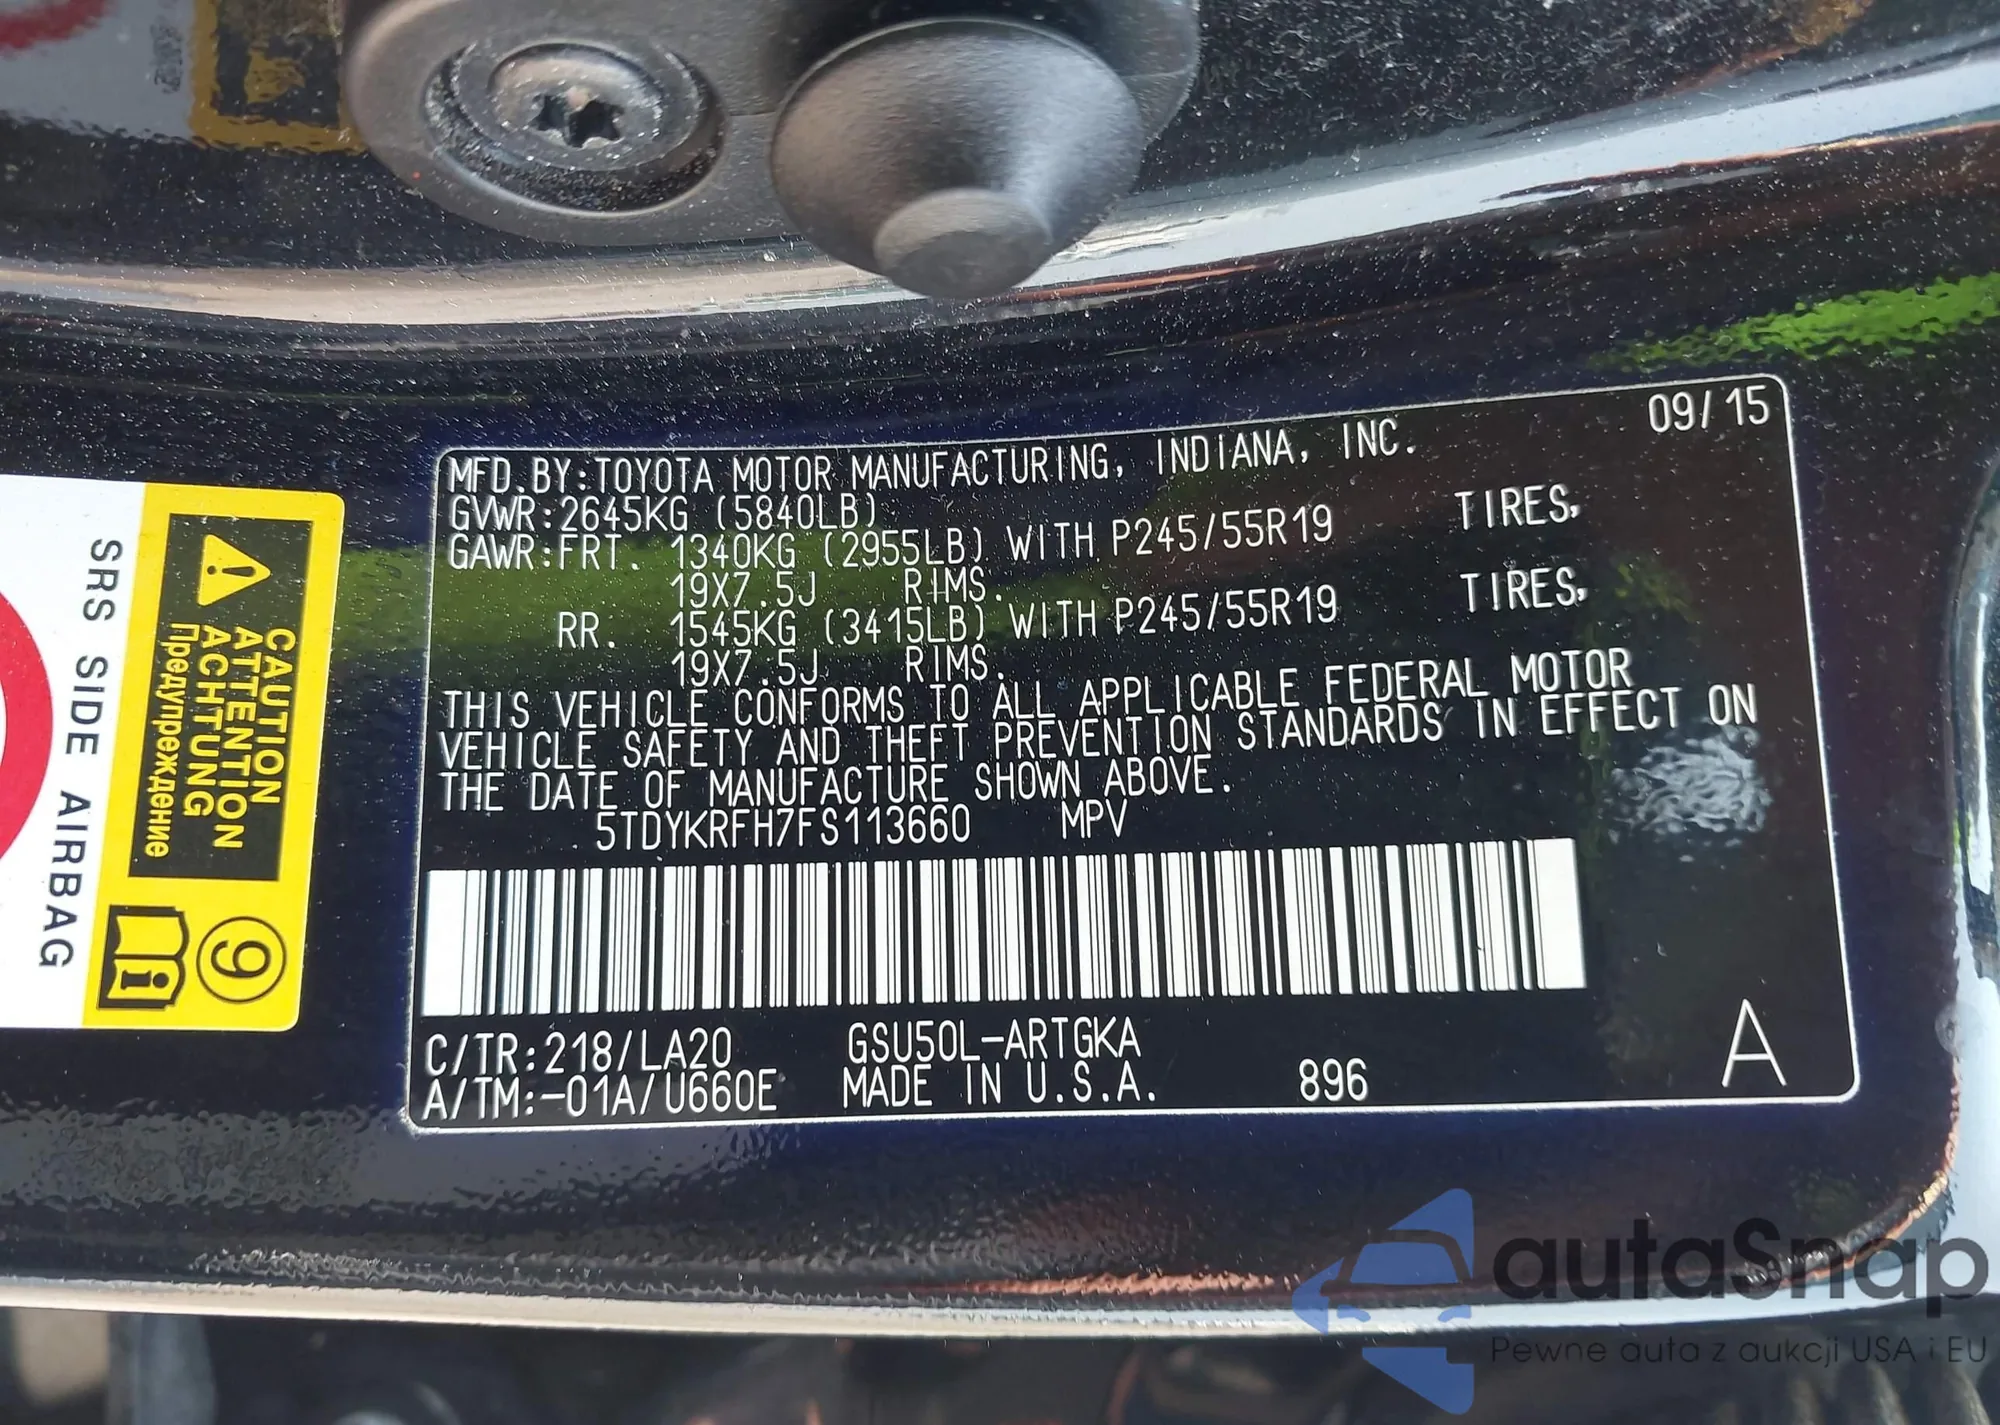 09/15
MFD.BY:TOYOTA MOTOR MANUFACTURING, INDIANA, INC.
GVWR:2645KG (5840LB)
GAWR:FRT. 1340KG (2955LB) WITH P245/55R19 TIRES,
19X7.5J RIMS.
RR. 1545KG (3415LB) WITH P245/55R19 TIRES,
19X7.5J RIMS.
THIS VEHICLE CONFORMS TO ALL APPLICABLE FEDERAL MOTOR
VEHICLE SAFETY AND THEFT PREVENTION STANDARDS IN EFFECT ON
THE DATE OF MANUFACTURE SHOWN ABOVE.
5TDYKRFH7FS113660 MPV
C/TR:218/LA20 GSU50L-ARTGKA
A/TM:-01A/U660E MADE IN U.S.A. 896 A
CAUTION
ATTENTION
ACHTUNG
Предупреждение
9
SRS SIDE AIRBAG
autaSnap
Pewne auta z aukcji USA i EU